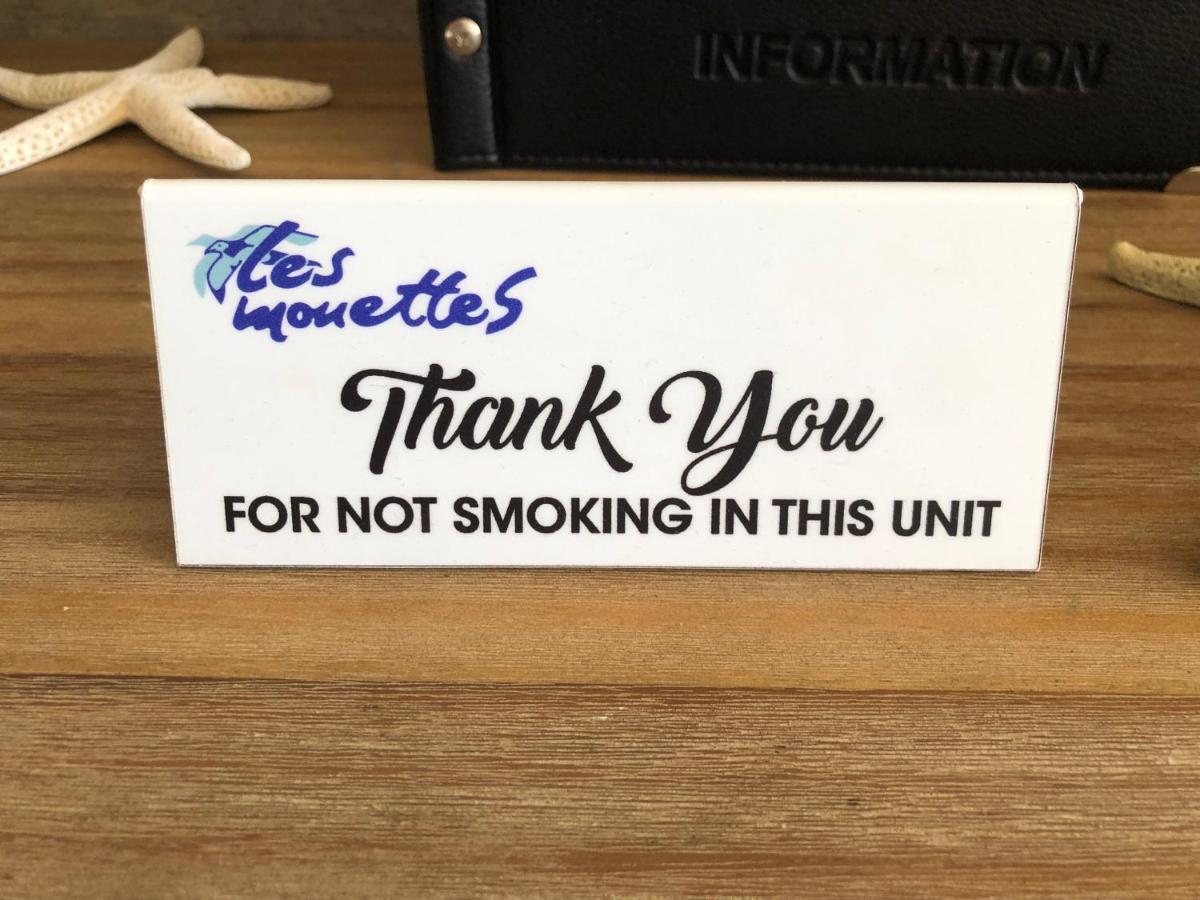 INFORMATION
Les
mouettes
Thank You
FOR NOT SMOKING IN THIS UNIT